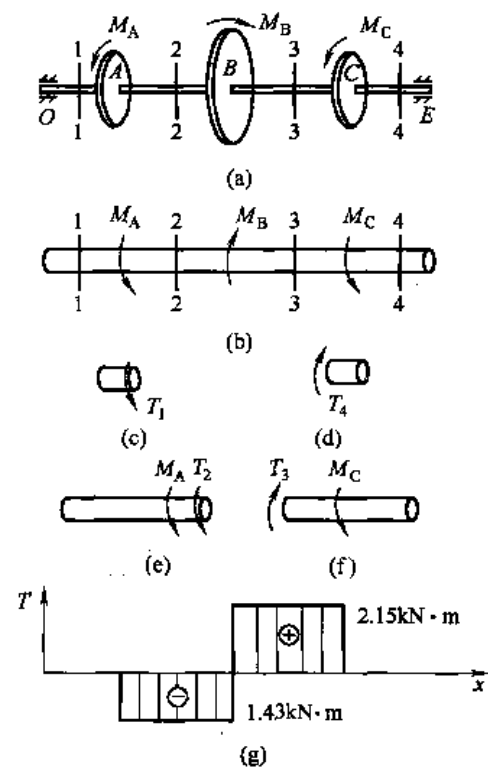 M_A M_B M_C
1 2 3 4
A B C
O E
1 2 3 4
(a)
1 M_A 2 M_B 3 M_C 4
1 2 3 4
(b)
T_1 T_4
(c) (d)
M_A T_2 T_3 M_C
(e) (f)
T
2.15kN·m
⊕
x
⊖
1.43kN·m
(g)